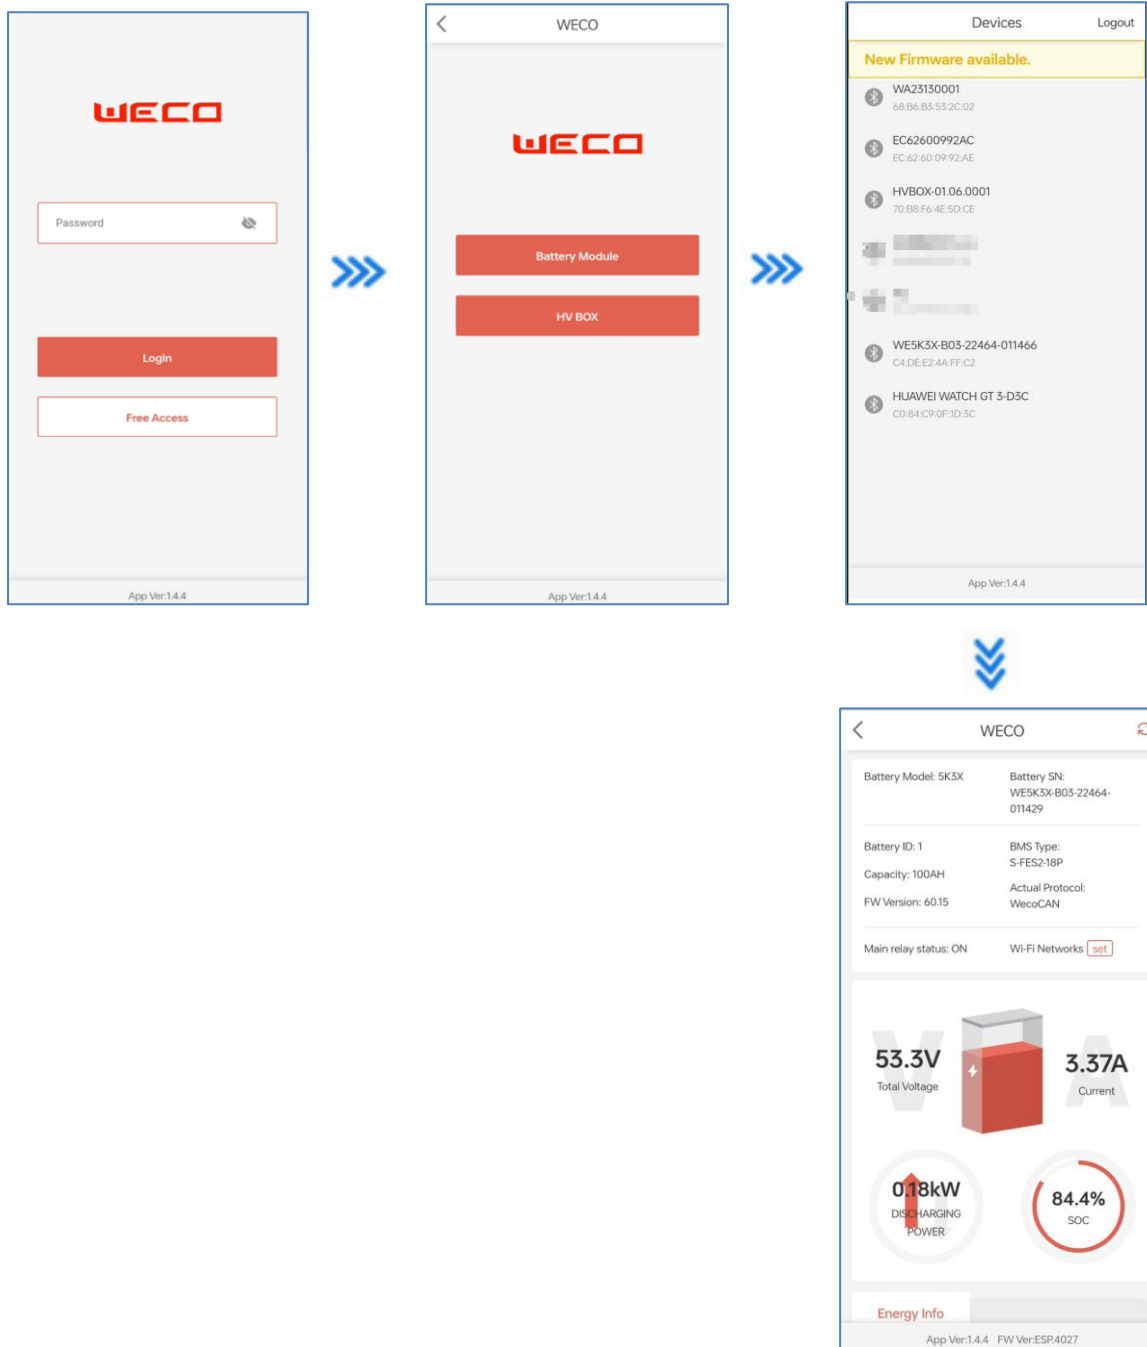 WECO
Password
Login
Free Access
App Ver:1.4.4
WECO
WECO
Battery Module
HV BOX
App Ver:1.4.4
Devices
Logout
New Firmware available.
WA23130001
68:B6:B3:53:2C:02
EC62600992AC
EC:62:60:09:92:AE
HVBOX-01.06.0001
70:B8:F6:4E:5D:CE
WE5K3X-B03-22464-011466
C4:DE:E2:4A:FF:C2
HUAWEI WATCH GT 3-D3C
C0:84:C9:0F:1D:3C
App Ver:1.4.4
WECO
Battery Model: 5K3X
Battery SN:
WE5K3X-B03-22464-
011429
Battery ID: 1
Capacity: 100AH
FW Version: 60.15
BMS Type:
S-FES2-18P
Actual Protocol:
WecoCAN
Main relay status: ON
Wi-Fi Networks set
V
53.3V
Total Voltage
A
3.37A
Current
0.18kW
DISCHARGING
POWER
84.4%
SOC
Energy Info
App Ver:1.4.4 FW Ver:ESP.4027